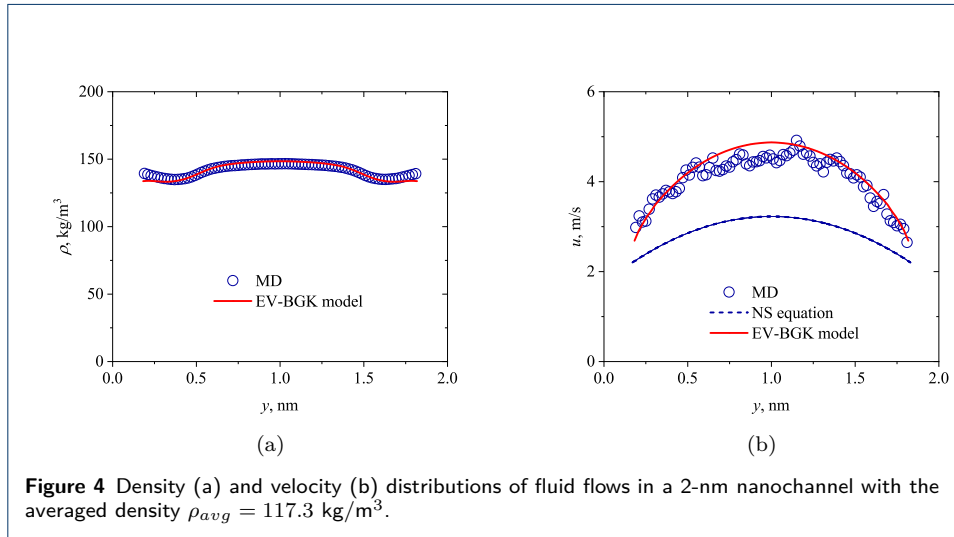 200
150
100
50
0
ρ, kg/m³
MD
EV-BGK model
0.0 0.5 1.0 1.5 2.0
y, nm
(a)
6
4
2
0
u, m/s
MD
NS equation
EV-BGK model
0.0 0.5 1.0 1.5 2.0
y, nm
(b)
Figure 4 Density (a) and velocity (b) distributions of fluid flows in a 2-nm nanochannel with the
averaged density ρavg = 117.3 kg/m³.